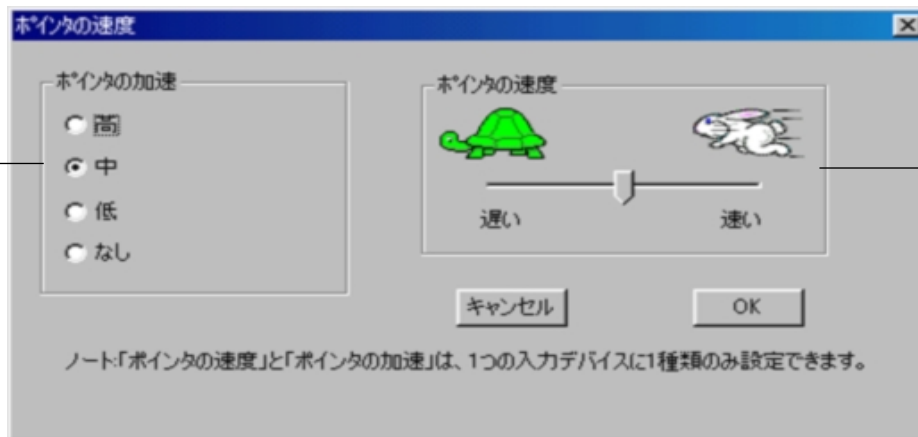 ポインタの速度
ポインタの加速
高
中
低
なし
ポインタの速度
遅い
速い
キャンセル
OK
ノート:「ポインタの速度」と「ポインタの加速」は、1つの入力デバイスに1種類のみ設定できます。